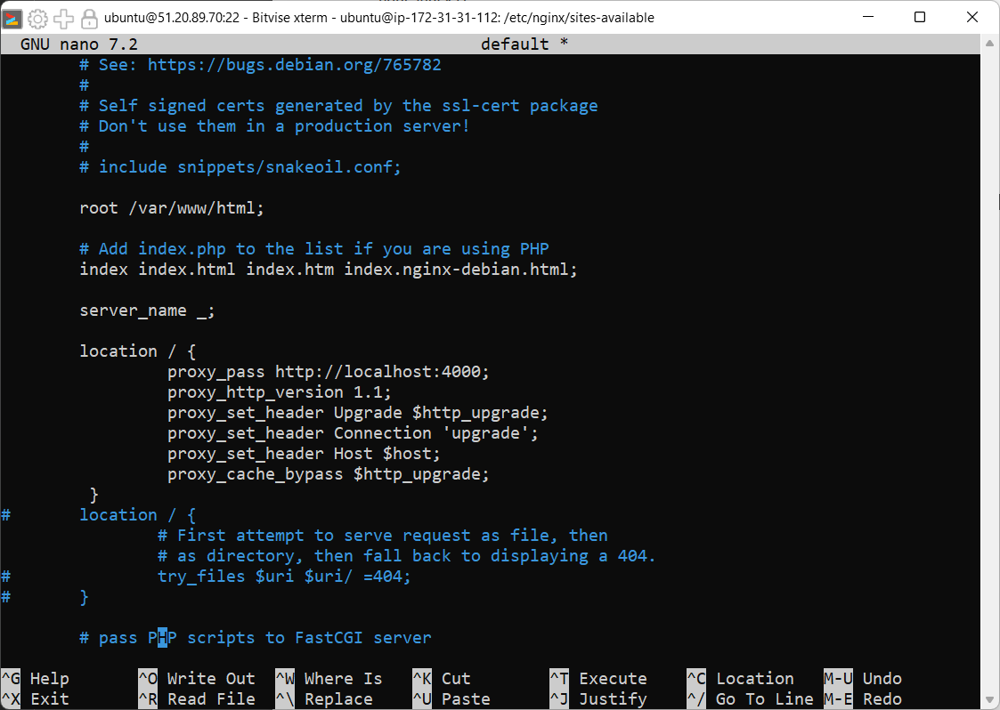 ubuntu@51.20.89.70:22 - Bitvise xterm - ubuntu@ip-172-31-31-112: /etc/nginx/sites-available
GNU nano 7.2 default *
# See: https://bugs.debian.org/765782
#
# Self signed certs generated by the ssl-cert package
# Don't use them in a production server!
#
# include snippets/snakeoil.conf;
root /var/www/html;
# Add index.php to the list if you are using PHP
index index.html index.htm index.nginx-debian.html;
server_name _;
location / {
proxy_pass http://localhost:4000;
proxy_http_version 1.1;
proxy_set_header Upgrade $http_upgrade;
proxy_set_header Connection 'upgrade';
proxy_set_header Host $host;
proxy_cache_bypass $http_upgrade;
}
# location / {
# First attempt to serve request as file, then
# as directory, then fall back to displaying a 404.
# try_files $uri $uri/ =404;
# }
# pass PHP scripts to FastCGI server
^G Help ^O Write Out ^W Where Is ^K Cut ^T Execute ^C Location M-U Undo
^X Exit ^R Read File ^\ Replace ^U Paste ^J Justify ^/ Go To Line M-E Redo